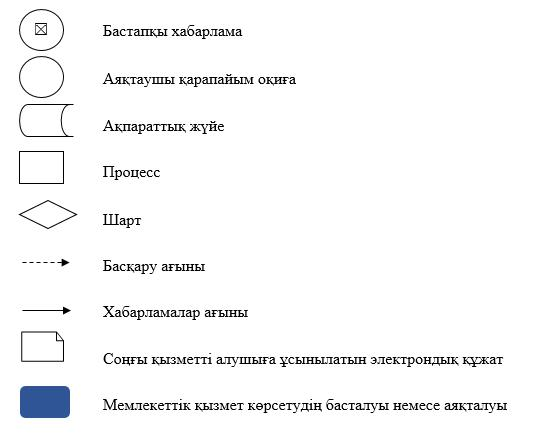 Бастапқы хабарлама
Аяқтаушы қарапайым оқиға
Ақпараттық жүйе
Процесс
Шарт
Басқару ағыны
Хабарламалар ағыны
Соңғы қызметті алушыға ұсынылатын электрондық құжат
Мемлекеттік қызмет көрсетудің басталуы немесе аяқталуы